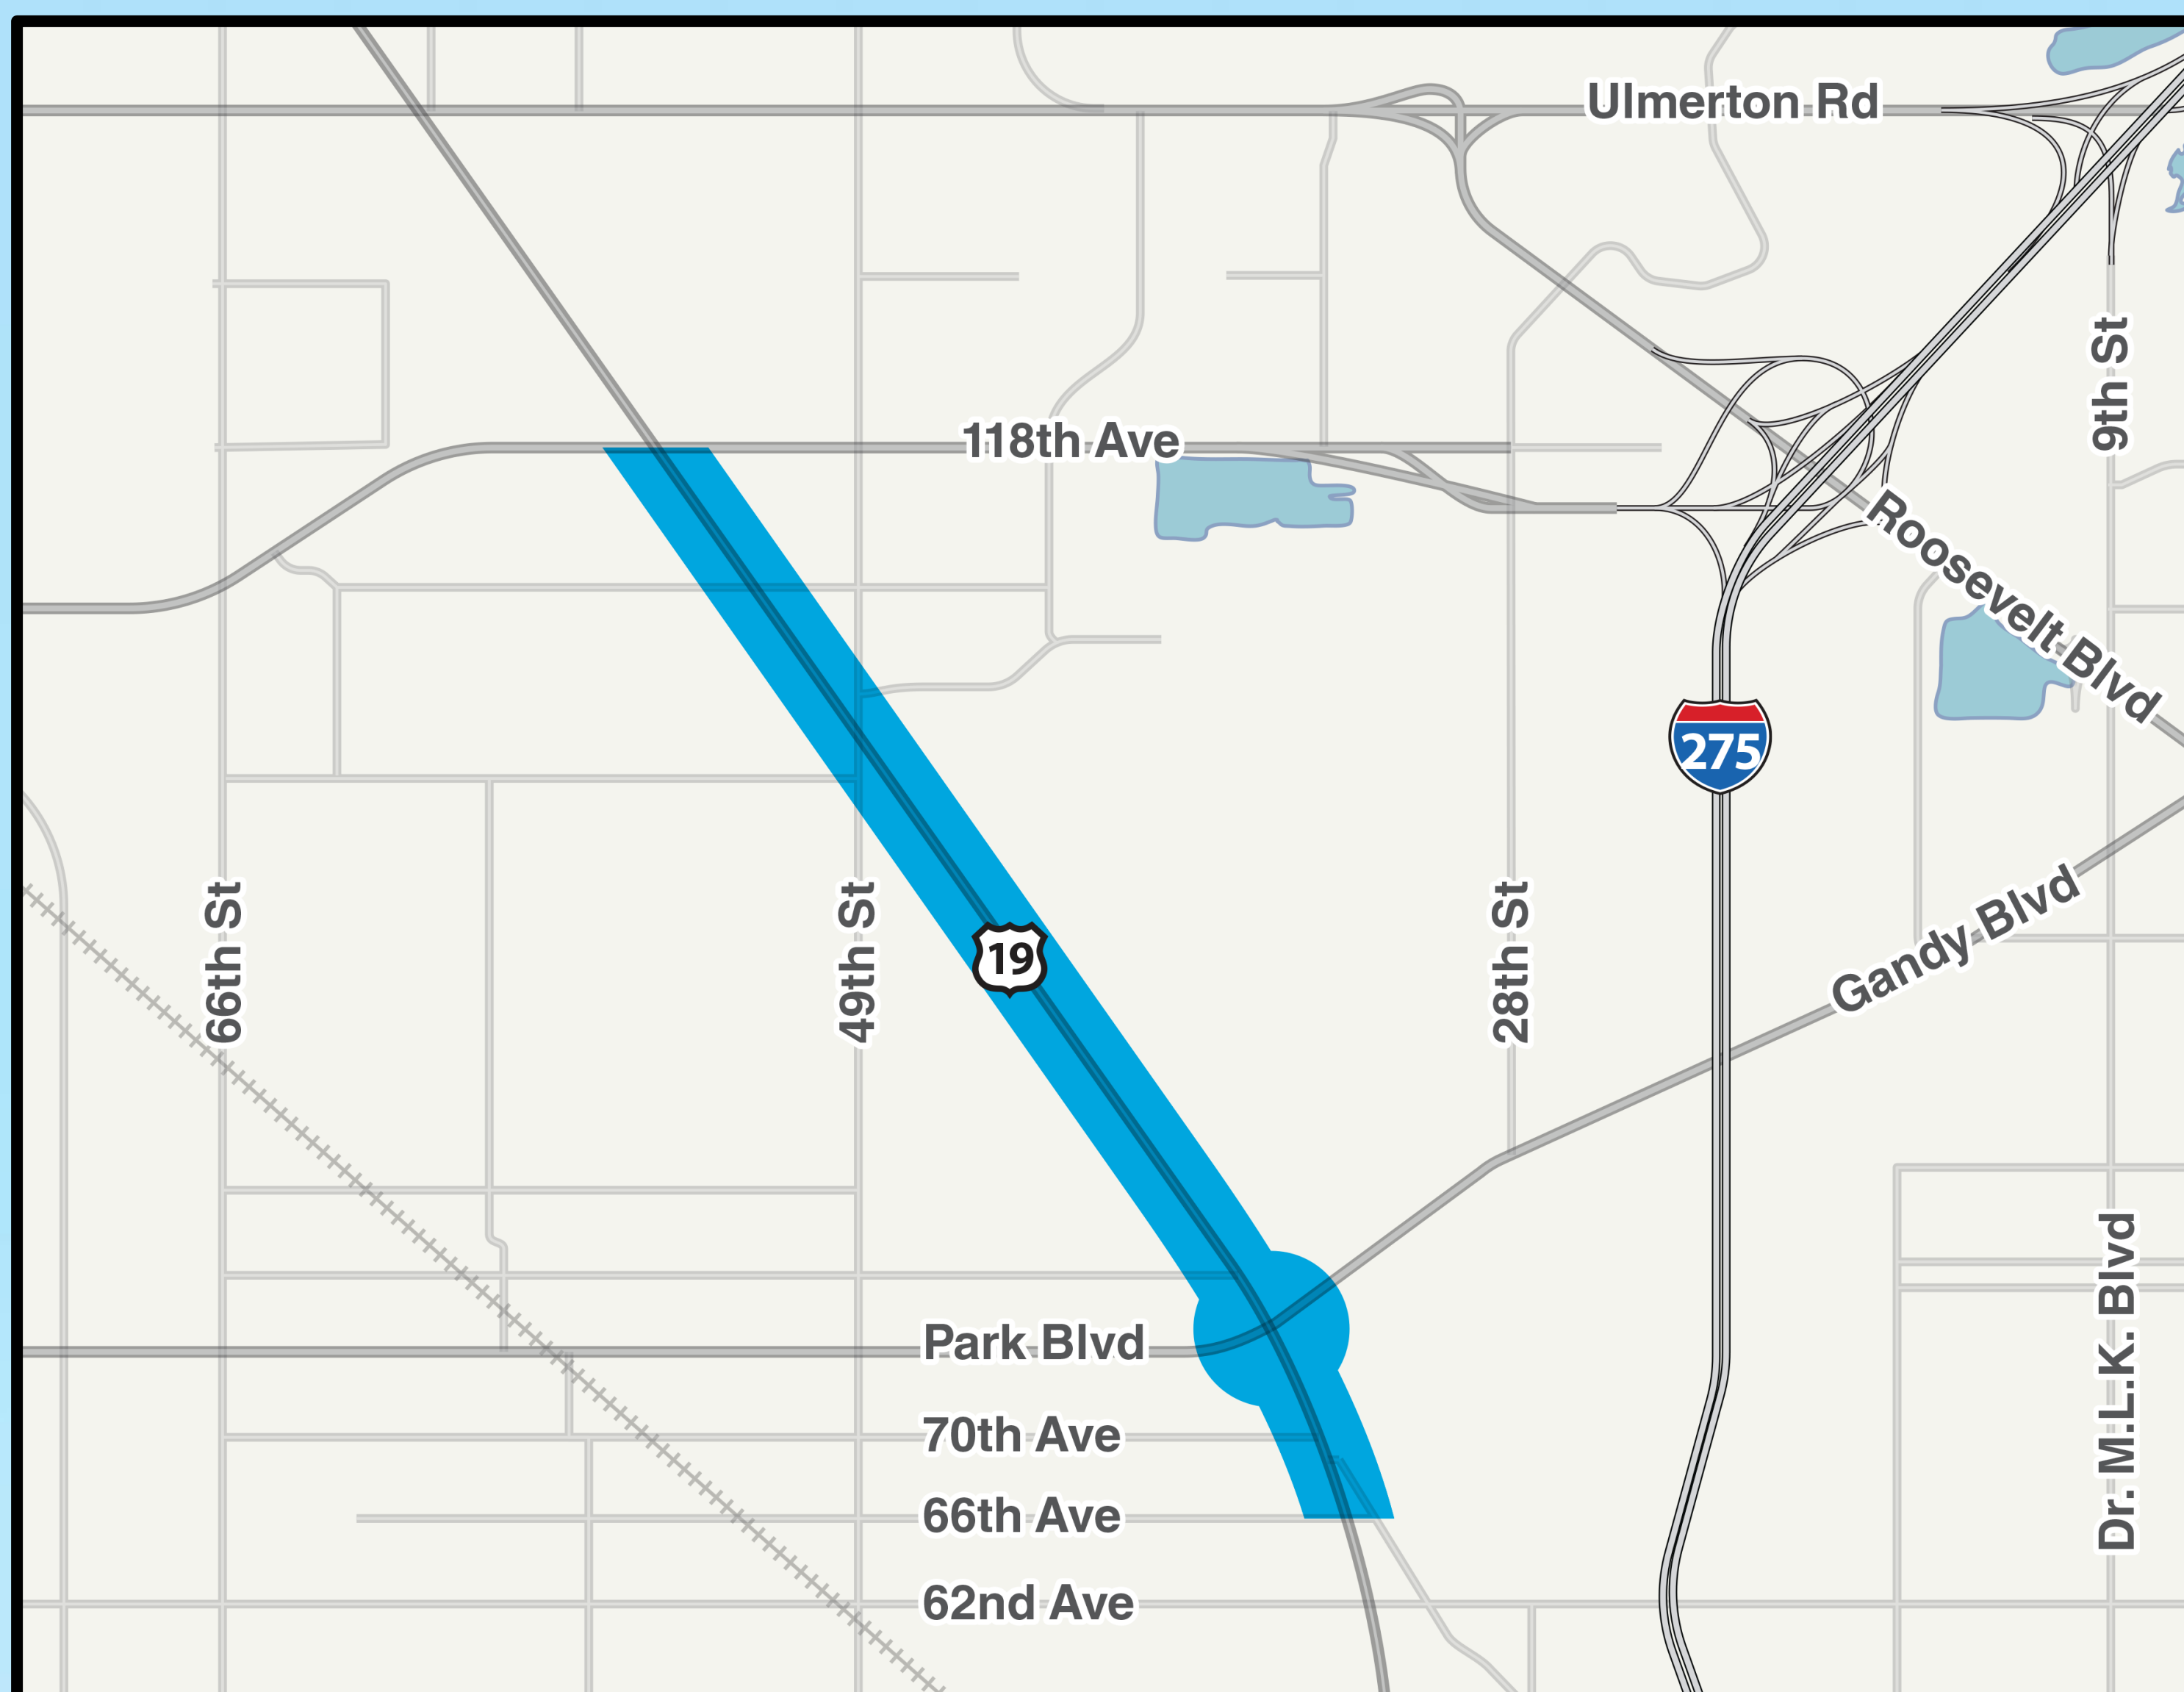 Ulmerton Rd
9th St
118th Ave
Roosevelt Blvd
275
66th St
49th St
19
28th St
Gandy Blvd
Park Blvd
Dr. M.L.K. Blvd
70th Ave
66th Ave
62nd Ave